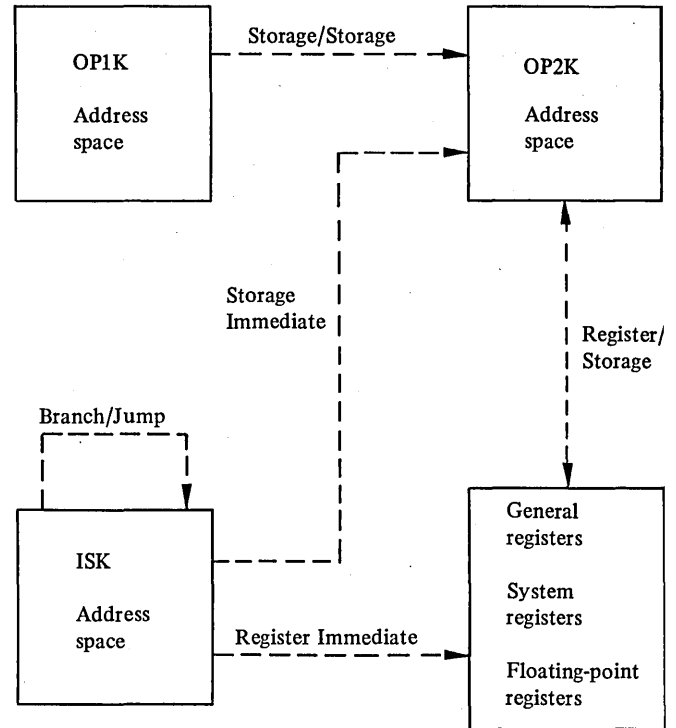 Storage/Storage
OP1K
Address
space
OP2K
Address
space
Storage
Immediate
Register/
Storage
Branch/Jump
ISK
Address
space
Register Immediate
General
registers
System
registers
Floating-point
registers